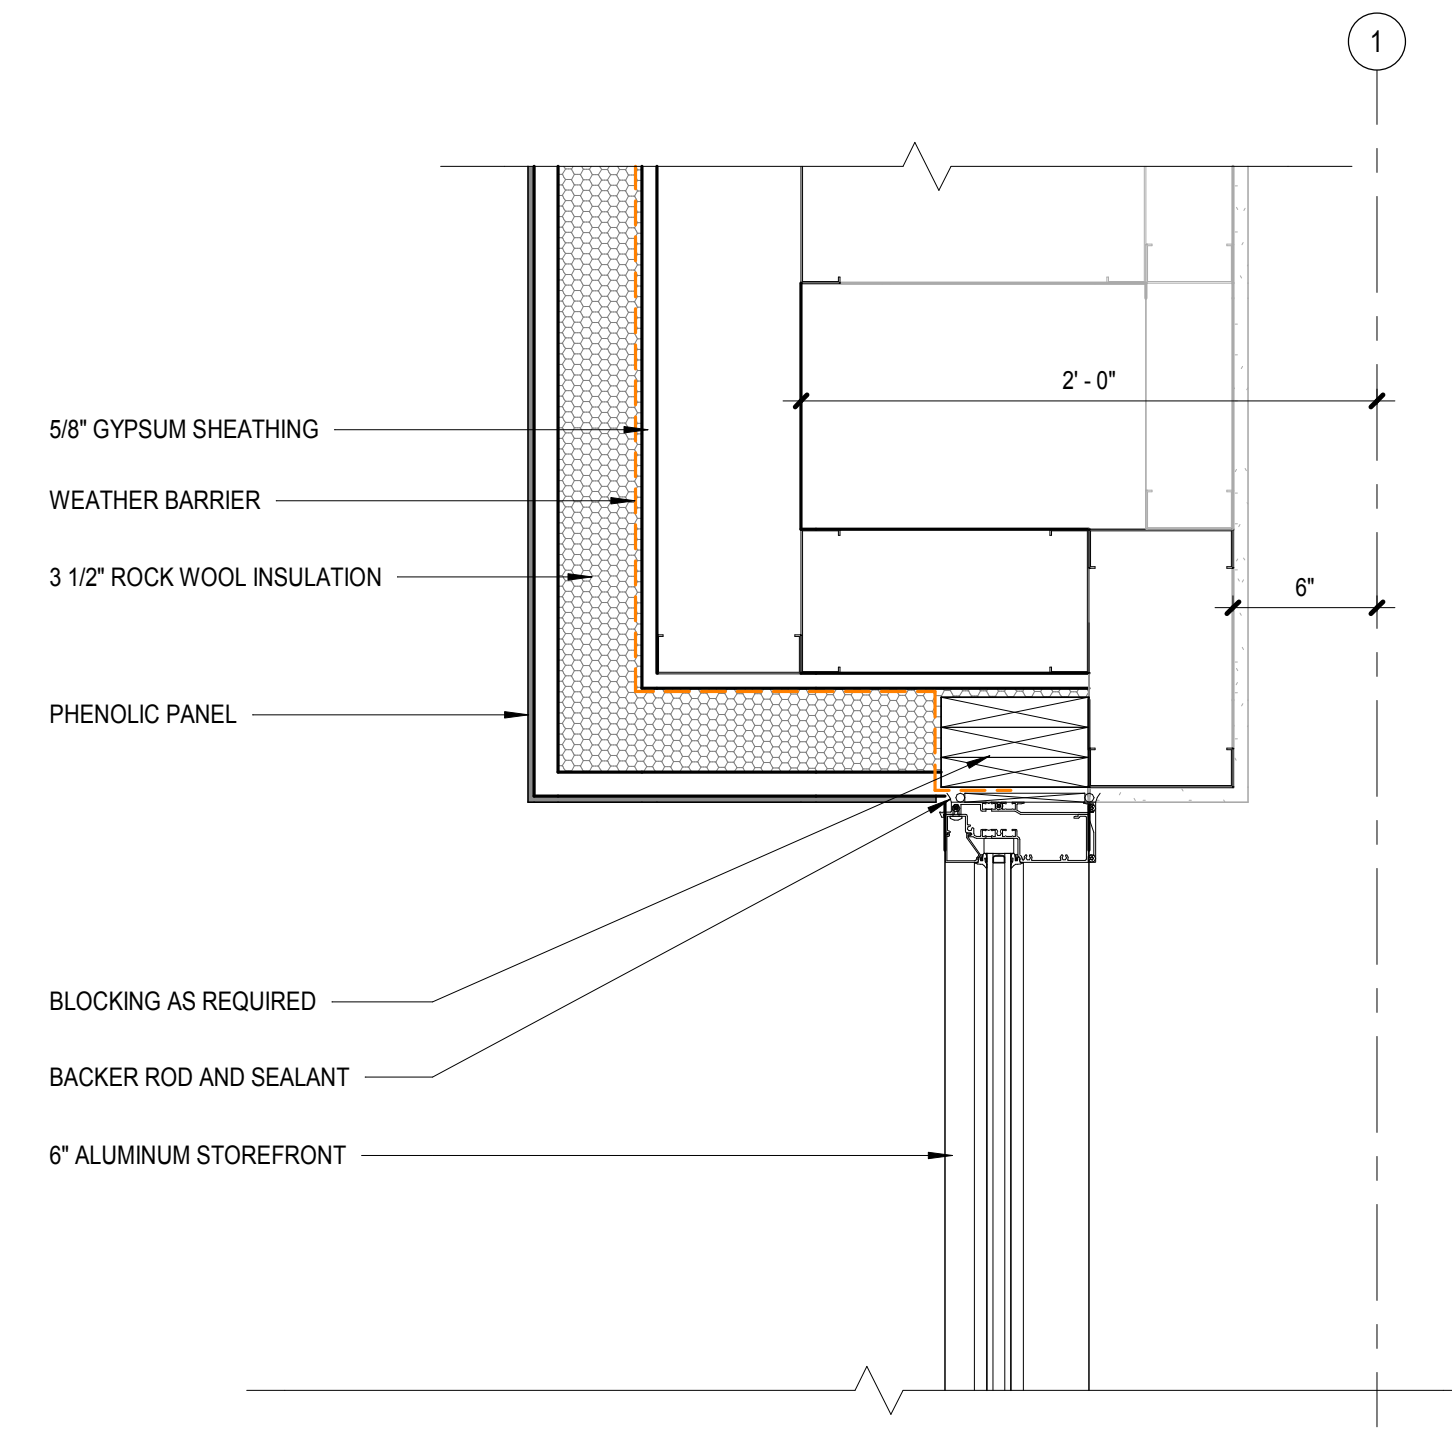 1
2' - 0"
5/8" GYPSUM SHEATHING
WEATHER BARRIER
3 1/2" ROCK WOOL INSULATION
6"
PHENOLIC PANEL
BLOCKING AS REQUIRED
BACKER ROD AND SEALANT
6" ALUMINUM STOREFRONT